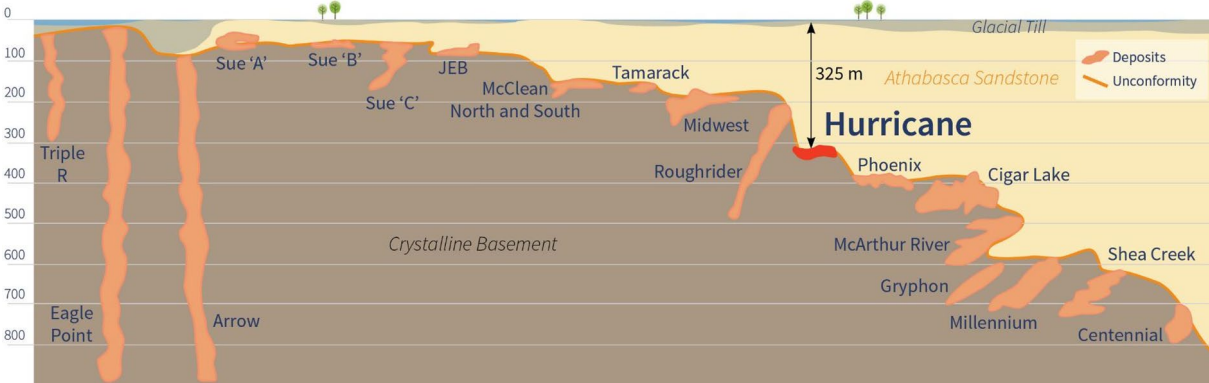 0
100
200
300
400
500
600
700
800
Glacial Till
Deposits
Unconformity
Athabasca Sandstone
325 m
Hurricane
Sue ‘A’
Sue ‘B’
Sue ‘C’
JEB
McClean
North and South
Tamarack
Midwest
Triple
R
Roughrider
Phoenix
Cigar Lake
Crystalline Basement
McArthur River
Shea Creek
Gryphon
Eagle
Point
Arrow
Millennium
Centennial